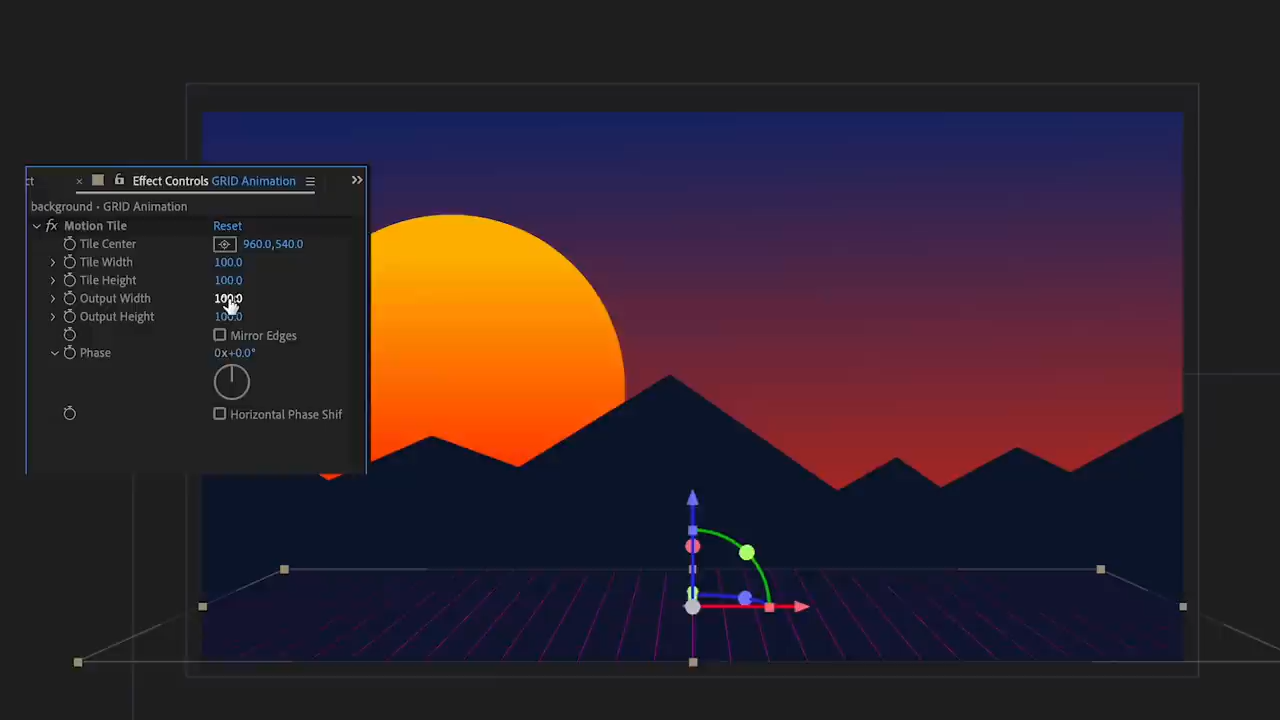 ct × Effect Controls GRID Animation
background · GRID Animation
fx Motion Tile Reset
Tile Center 960.0,540.0
Tile Width 100.0
Tile Height 100.0
Output Width 100.0
Output Height 100.0
Mirror Edges
Phase 0x+0.0°
Horizontal Phase Shif